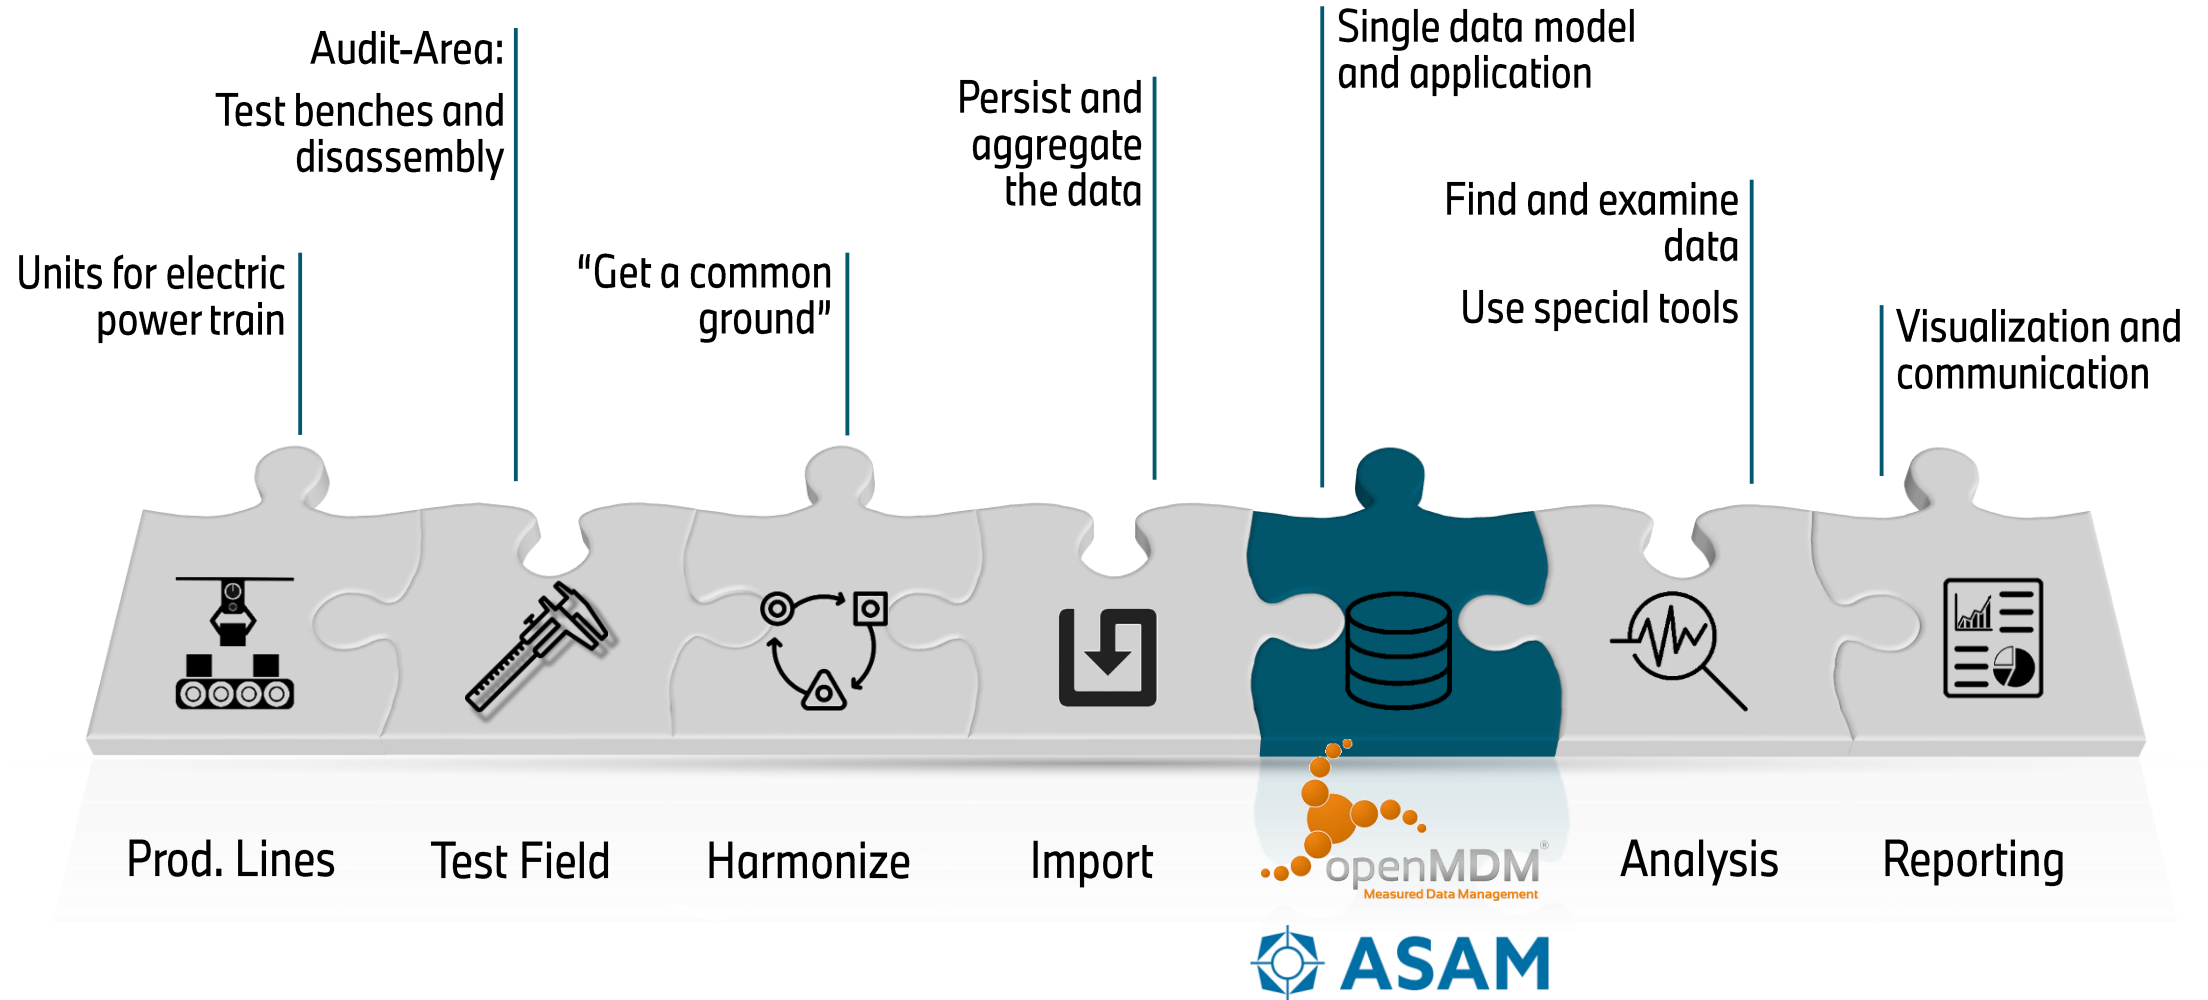 Audit-Area:
Test benches and
disassembly
Units for electric
power train
“Get a common
ground”
Persist and
aggregate
the data
Single data model
and application
Find and examine
data
Use special tools
Visualization and
communication
Prod. Lines
Test Field
Harmonize
Import
openMDM®
Measured Data Management
ASAM
Analysis
Reporting